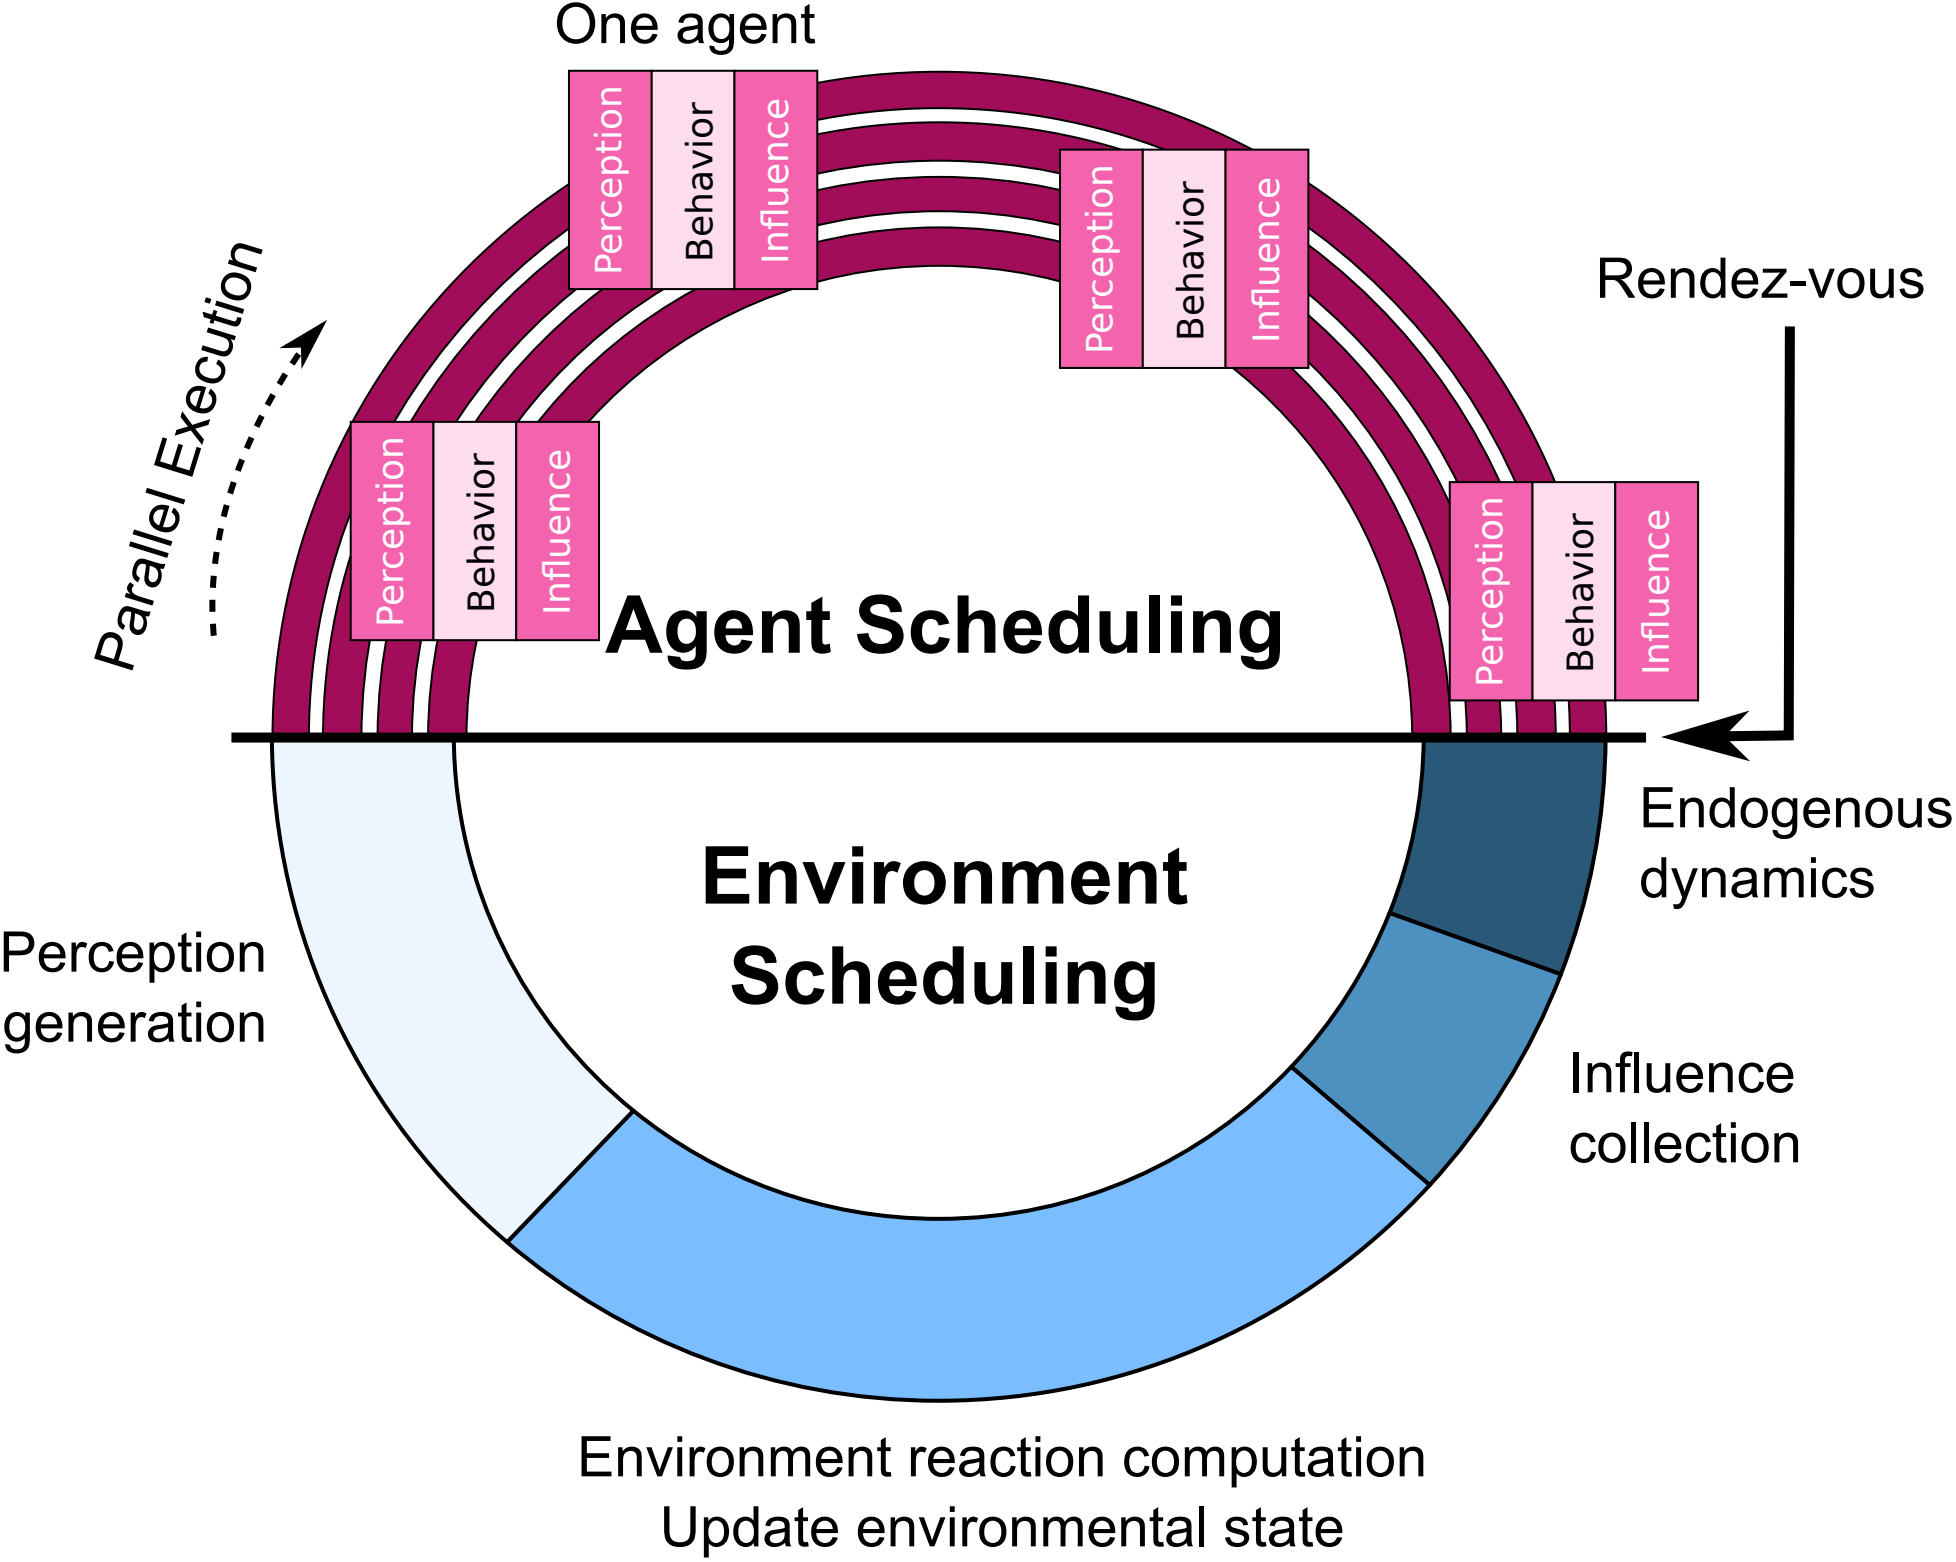 One agent
Perception
Behavior
Influence
Perception
Behavior
Influence
Rendez-vous
Parallel Execution
Perception
Behavior
Influence
Perception
Behavior
Influence
Agent Scheduling
Environment
Scheduling
Endogenous
dynamics
Perception
generation
Influence
collection
Environment reaction computation
Update environmental state